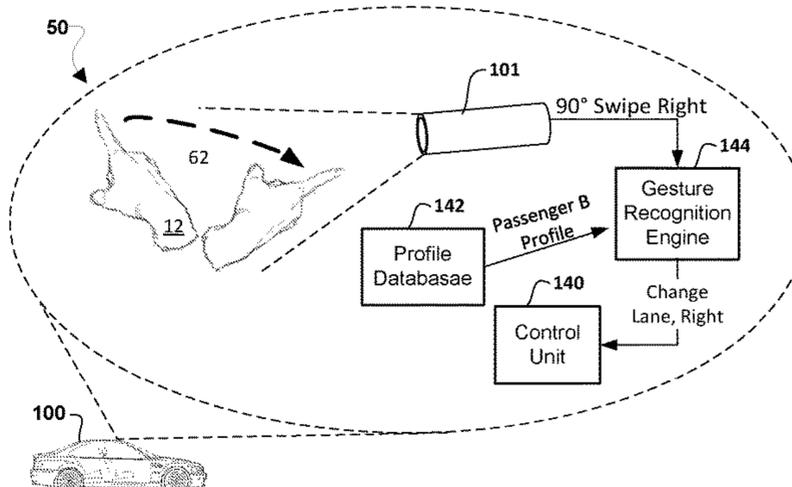 50
101
90° Swipe Right
62
144
Gesture
Recognition
Engine
12
142
Passenger B
Profile
Profile
Databasae
140
Change
Lane, Right
Control
Unit
100